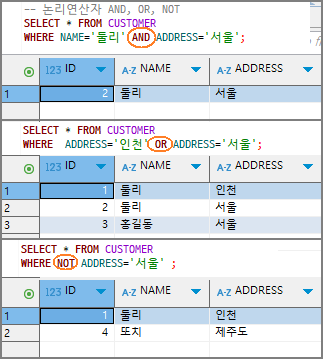 -- 논리연산자 AND, OR, NOT
SELECT * FROM CUSTOMER
WHERE NAME='둘리' AND ADDRESS='서울';
123 ID A-Z NAME A-Z ADDRESS
1 2 둘리 서울
SELECT * FROM CUSTOMER
WHERE ADDRESS='인천' OR ADDRESS='서울';
123 ID A-Z NAME A-Z ADDRESS
1 1 둘리 인천
2 2 둘리 서울
3 3 홍길동 서울
SELECT * FROM CUSTOMER
WHERE NOT ADDRESS='서울' ;
123 ID A-Z NAME A-Z ADDRESS
1 1 둘리 인천
2 4 또치 제주도